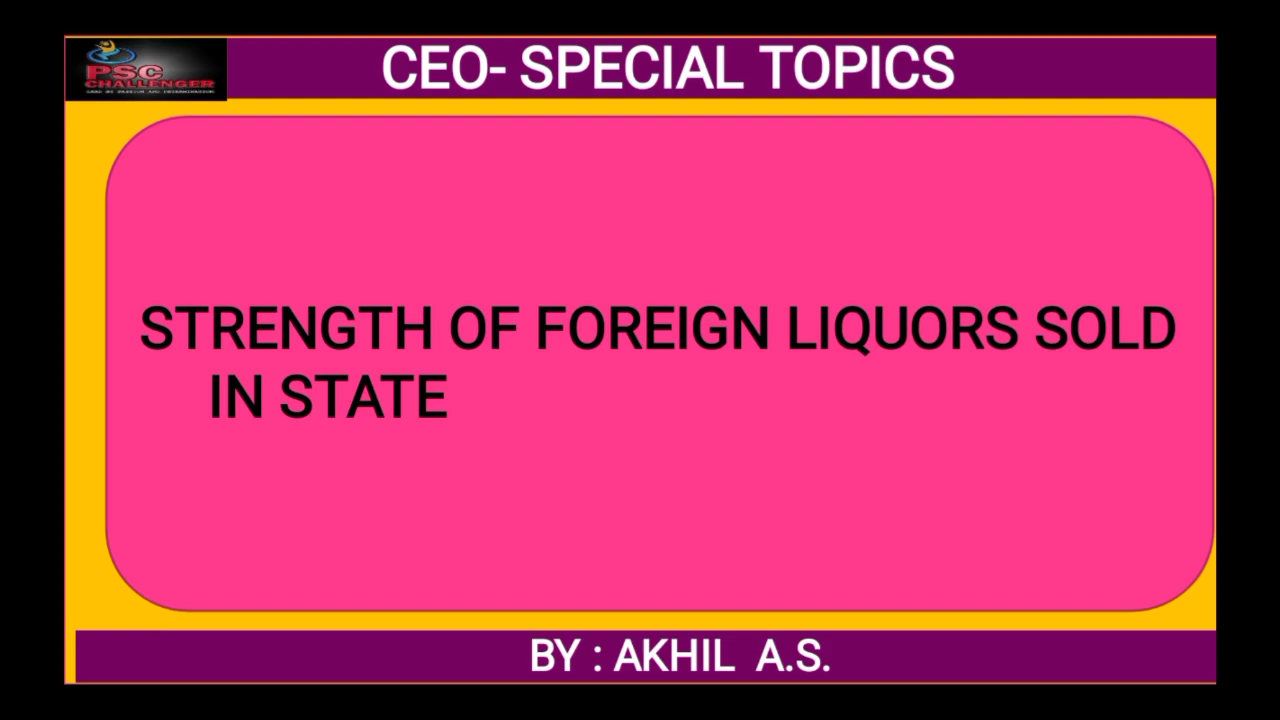 PSC
CHALLENGER
CEO- SPECIAL TOPICS
STRENGTH OF FOREIGN LIQUORS SOLD
IN STATE
BY : AKHIL A.S.